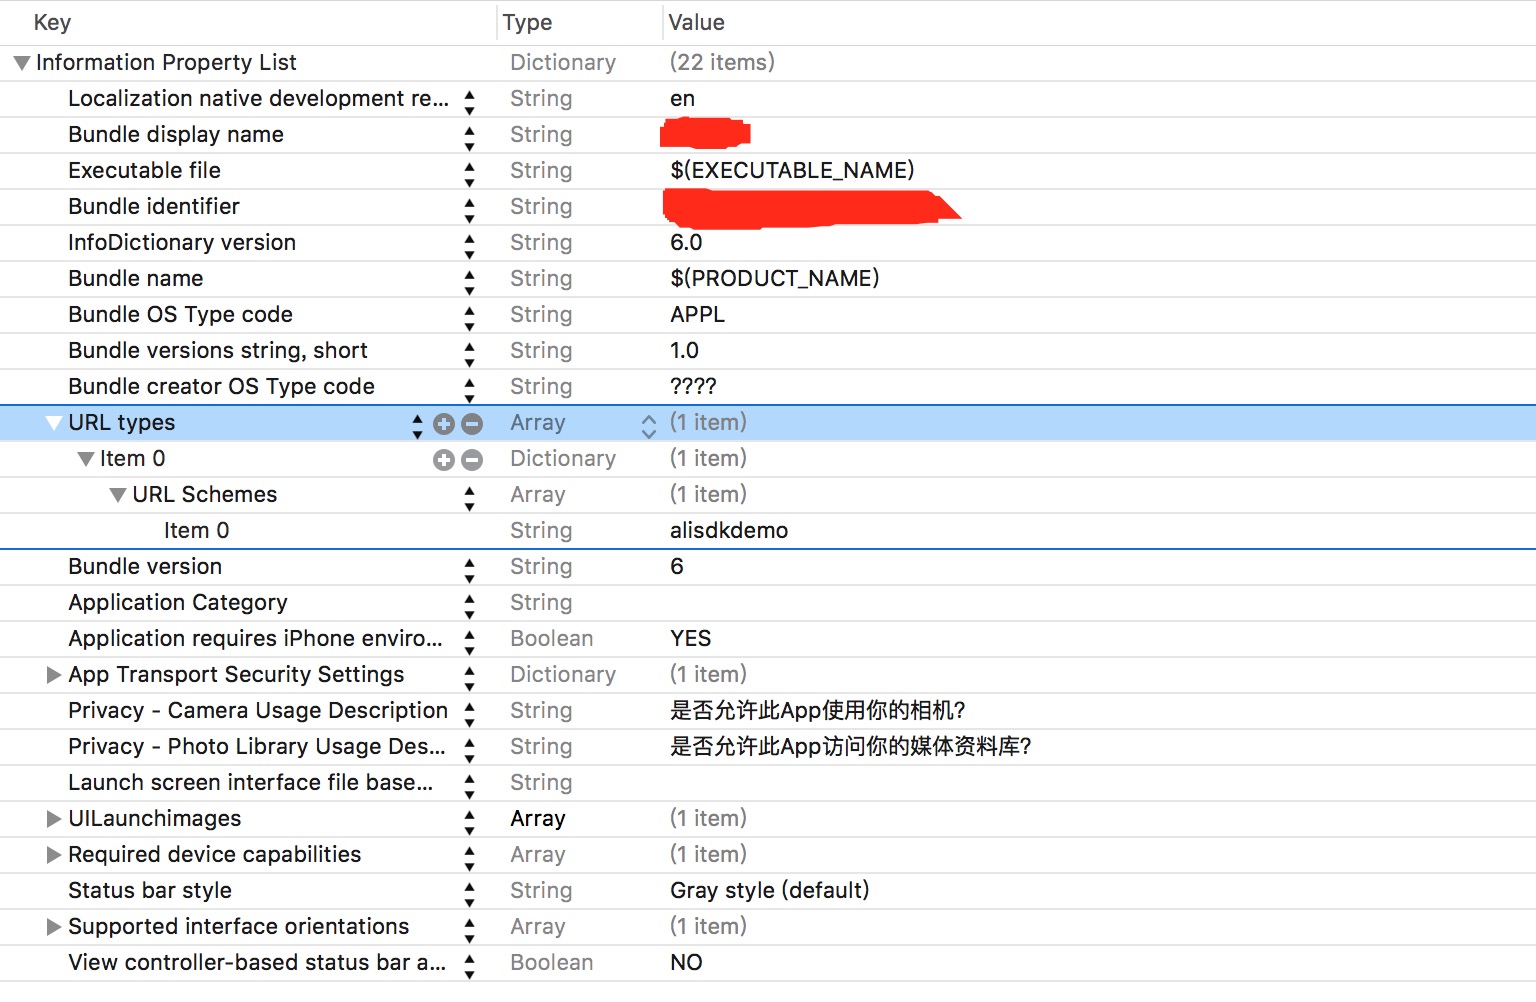 Key Type Value
Information Property List Dictionary (22 items)
Localization native development re... String en
Bundle display name String
Executable file String $(EXECUTABLE_NAME)
Bundle identifier String
InfoDictionary version String 6.0
Bundle name String $(PRODUCT_NAME)
Bundle OS Type code String APPL
Bundle versions string, short String 1.0
Bundle creator OS Type code String ????
URL types Array (1 item)
Item 0 Dictionary (1 item)
URL Schemes Array (1 item)
Item 0 String alisdkdemo
Bundle version String 6
Application Category String
Application requires iPhone enviro... Boolean YES
App Transport Security Settings Dictionary (1 item)
Privacy - Camera Usage Description String 是否允许此App使用你的相机?
Privacy - Photo Library Usage Des... String 是否允许此App访问你的媒体资料库?
Launch screen interface file base... String
UILaunchimages Array (1 item)
Required device capabilities Array (1 item)
Status bar style String Gray style (default)
Supported interface orientations Array (1 item)
View controller-based status bar a... Boolean NO